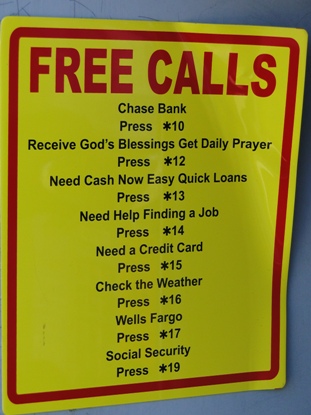 FREE CALLS
Chase Bank
Press ✱10
Receive God's Blessings Get Daily Prayer
Press ✱12
Need Cash Now Easy Quick Loans
Press ✱13
Need Help Finding a Job
Press ✱14
Need a Credit Card
Press ✱15
Check the Weather
Press ✱16
Wells Fargo
Press ✱17
Social Security
Press ✱19